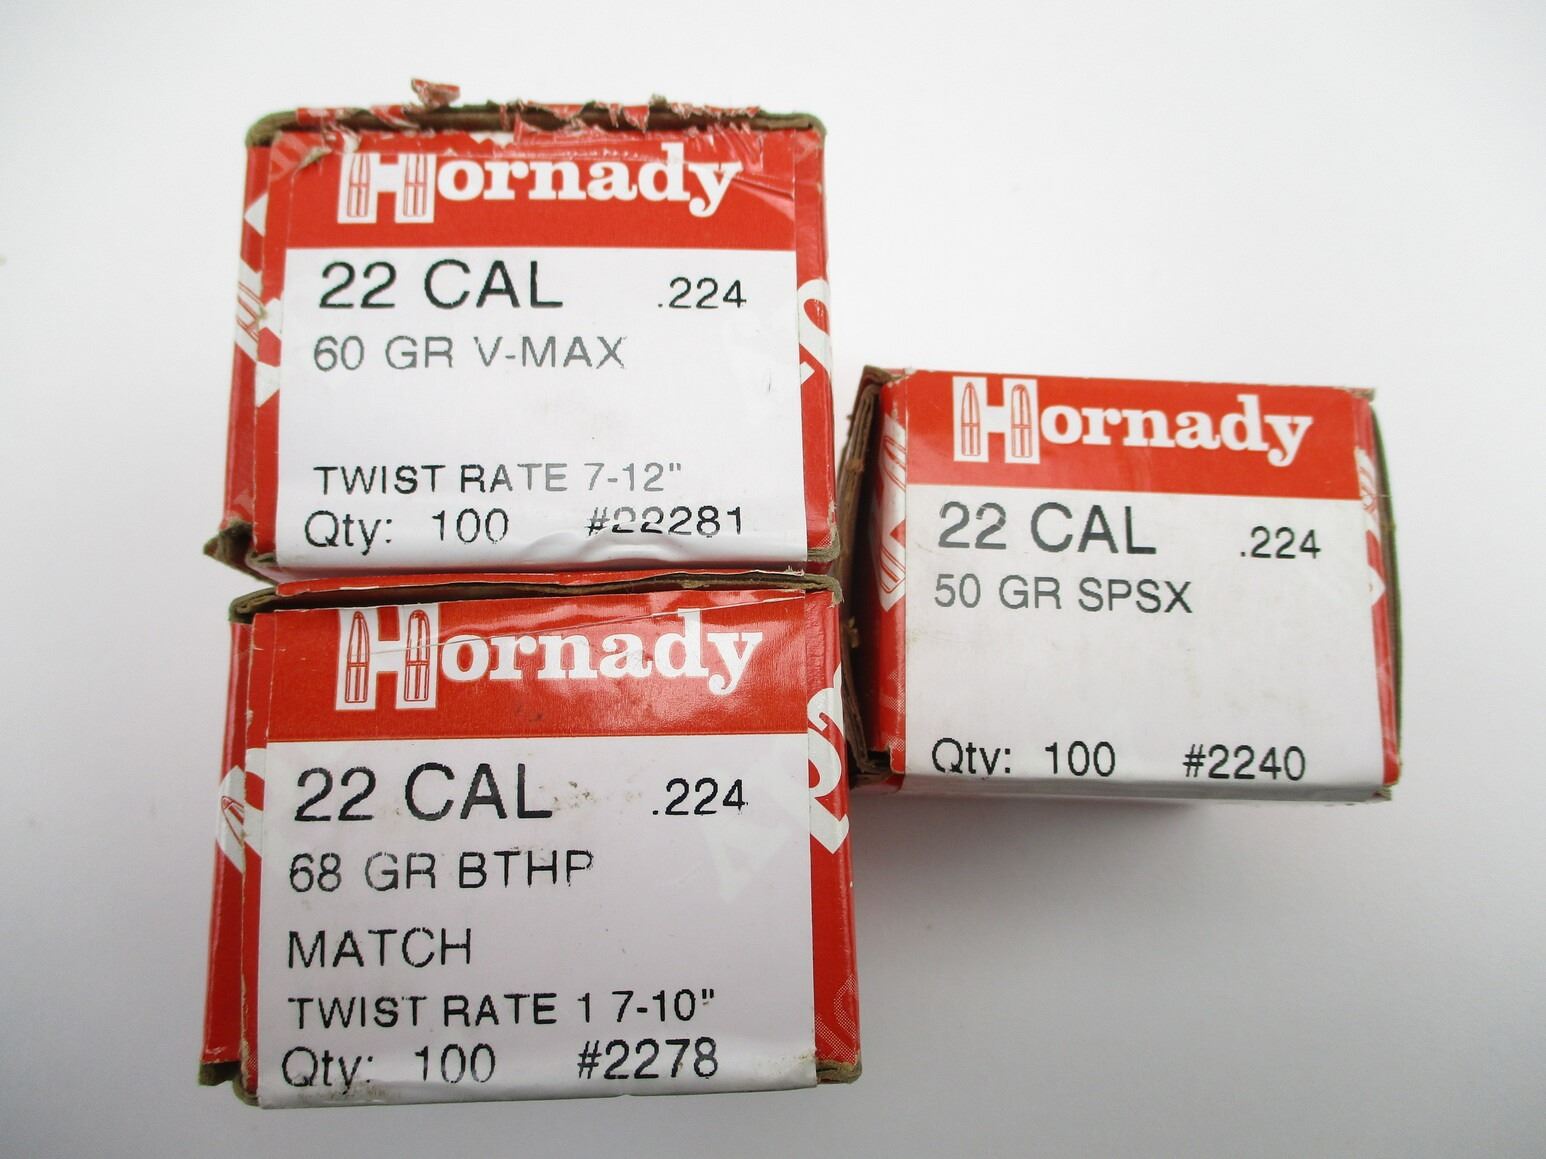 Hornady
22 CAL .224
60 GR V-MAX
TWIST RATE 7-12"
Qty: 100 #22281
Hornady
22 CAL .224
68 GR BTHP
MATCH
TWIST RATE 1 7-10"
Qty: 100 #2278
Hornady
22 CAL .224
50 GR SPSX
Qty: 100 #2240